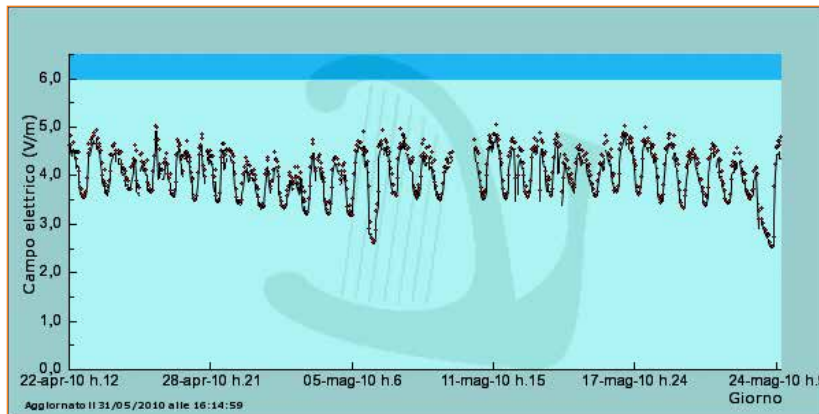 Campo elettrico (V/m)
6,0
5,0
4,0
3,0
2,0
1,0
0,0
22-apr-10 h.12 28-apr-10 h.21 05-mag-10 h.6 11-mag-10 h.15 17-mag-10 h.24 24-mag-10 h.
Giorno
Aggiornato il 31/05/2010 alle 16:14:59